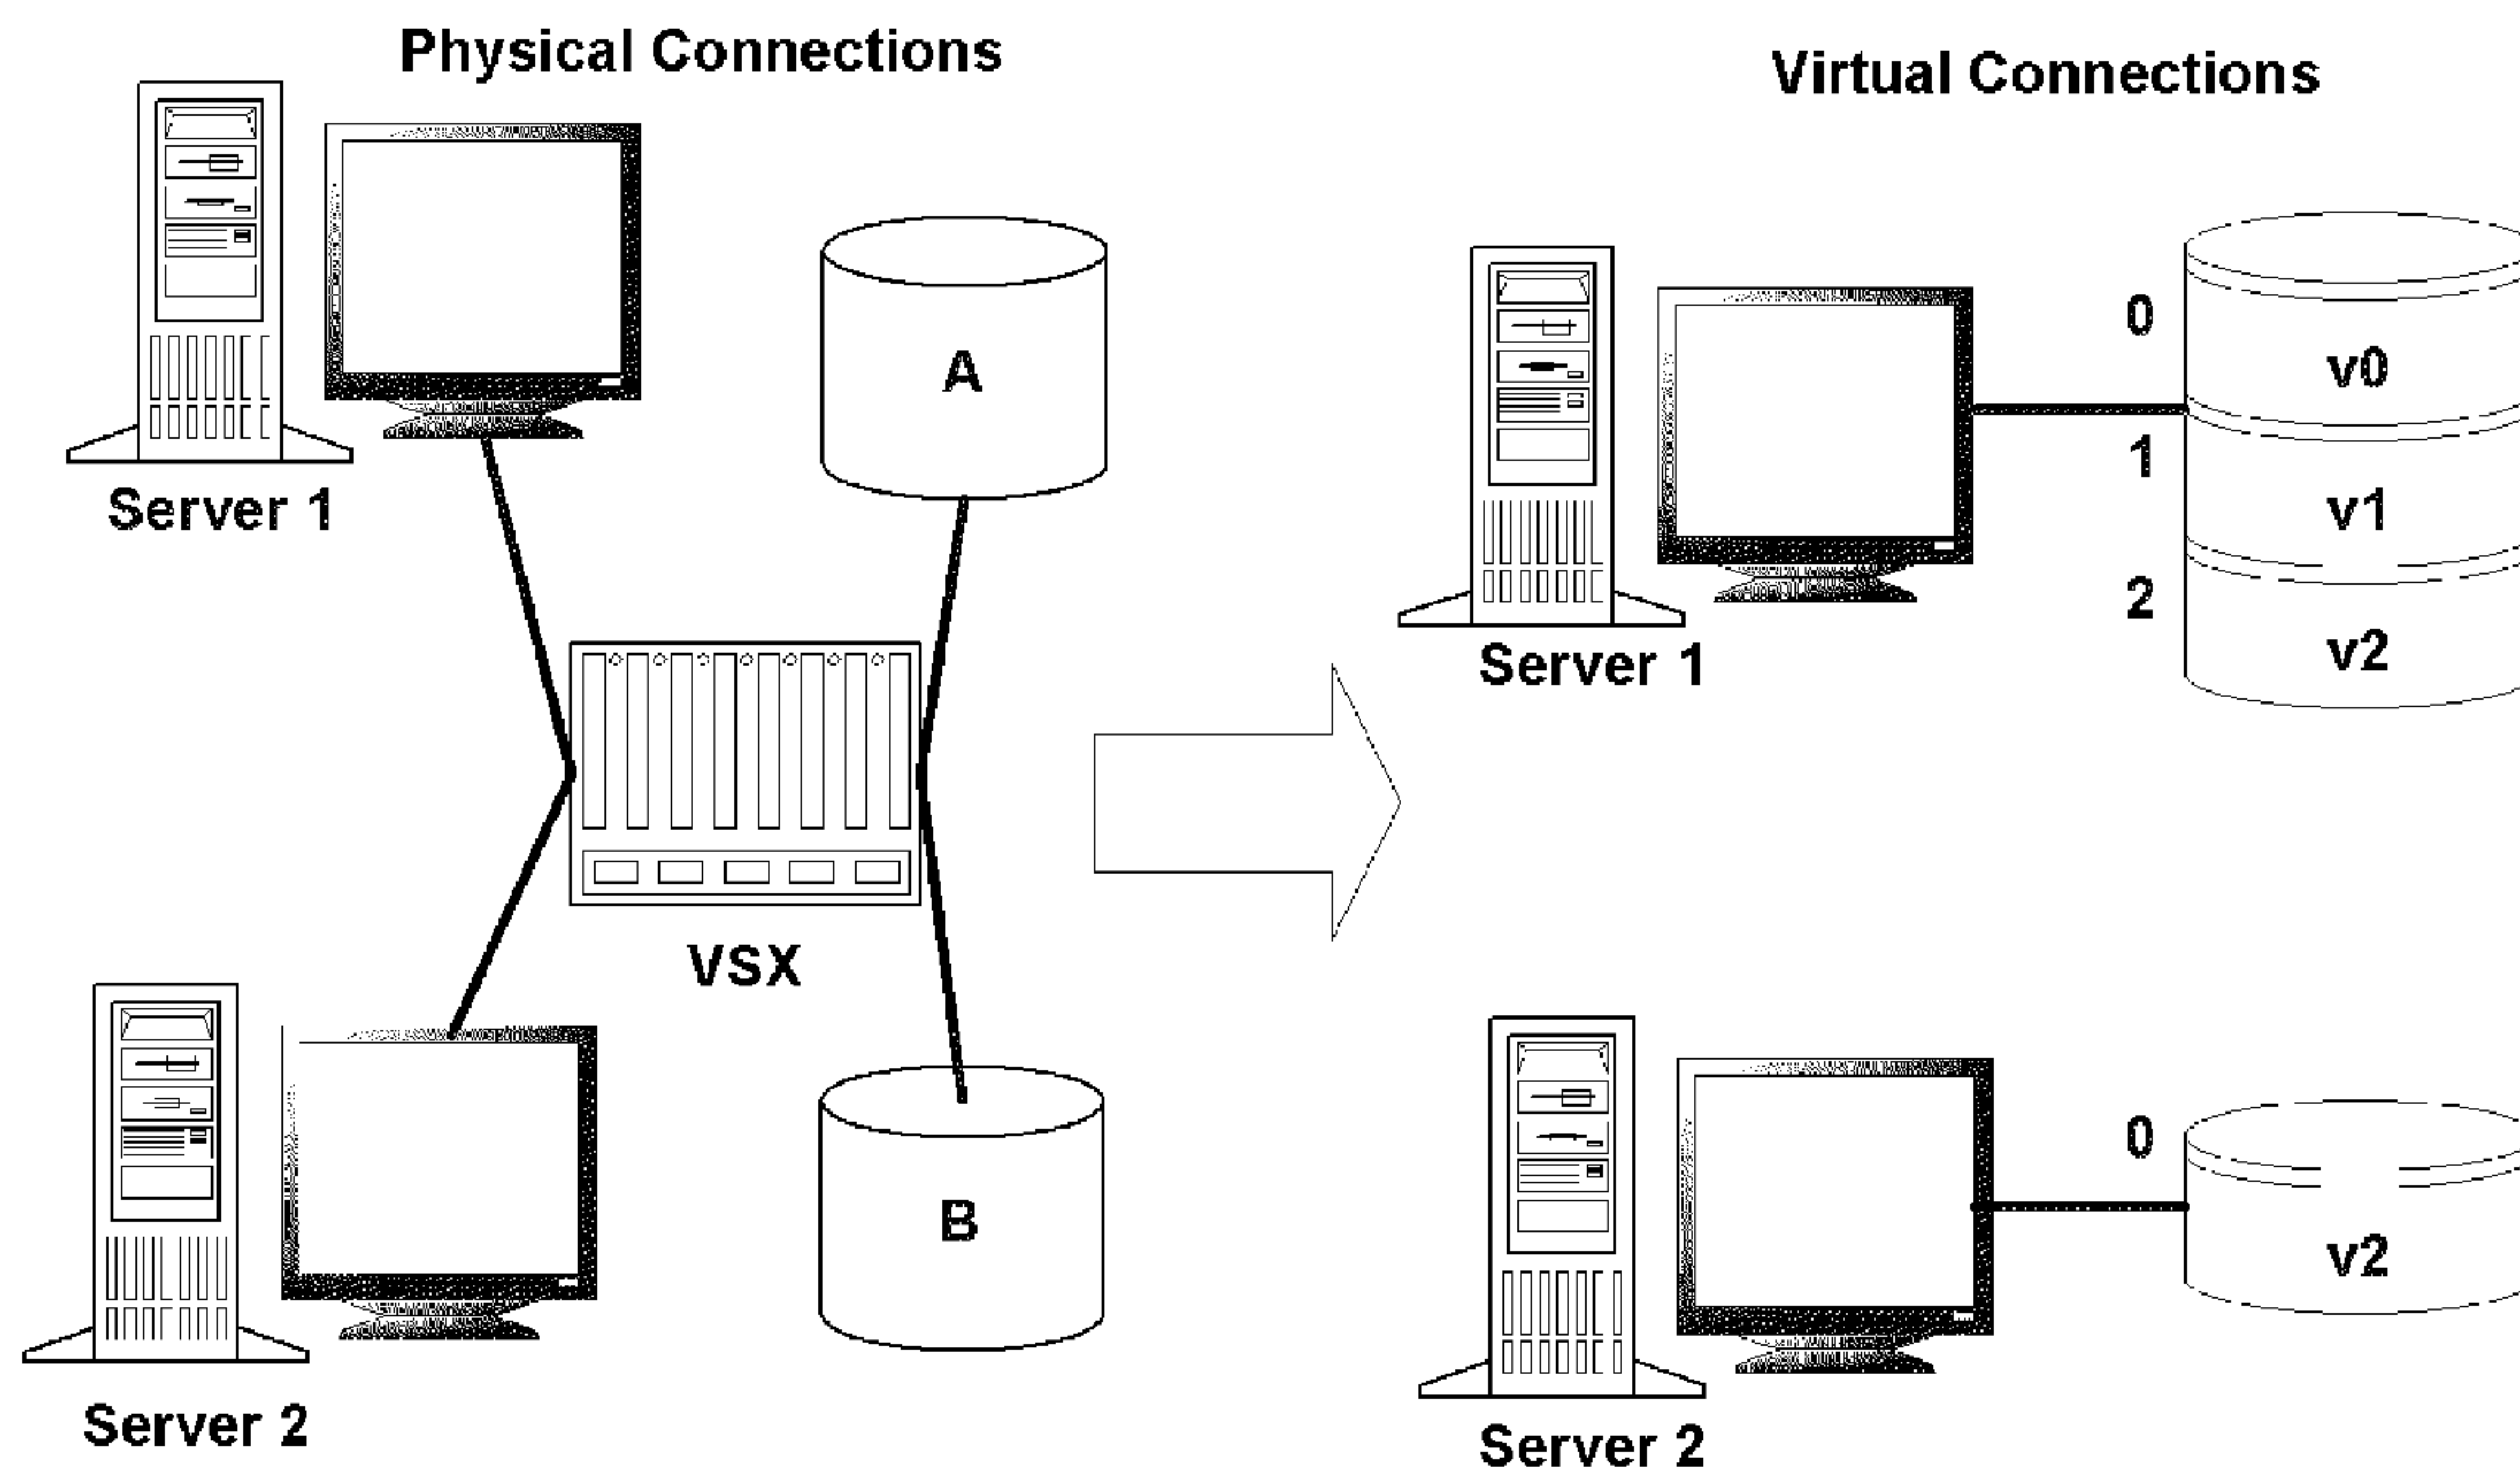 Physical Connections
Server 1
A
VSX
Server 2
B
Virtual Connections
0
v0
1
v1
2
v2
Server 1
0
v2
Server 2